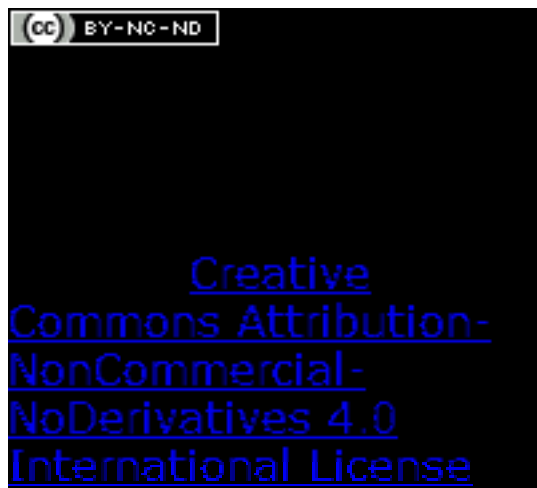 cc BY-NC-ND
Creative
Commons Attribution-
NonCommercial-
NoDerivatives 4.0
International License